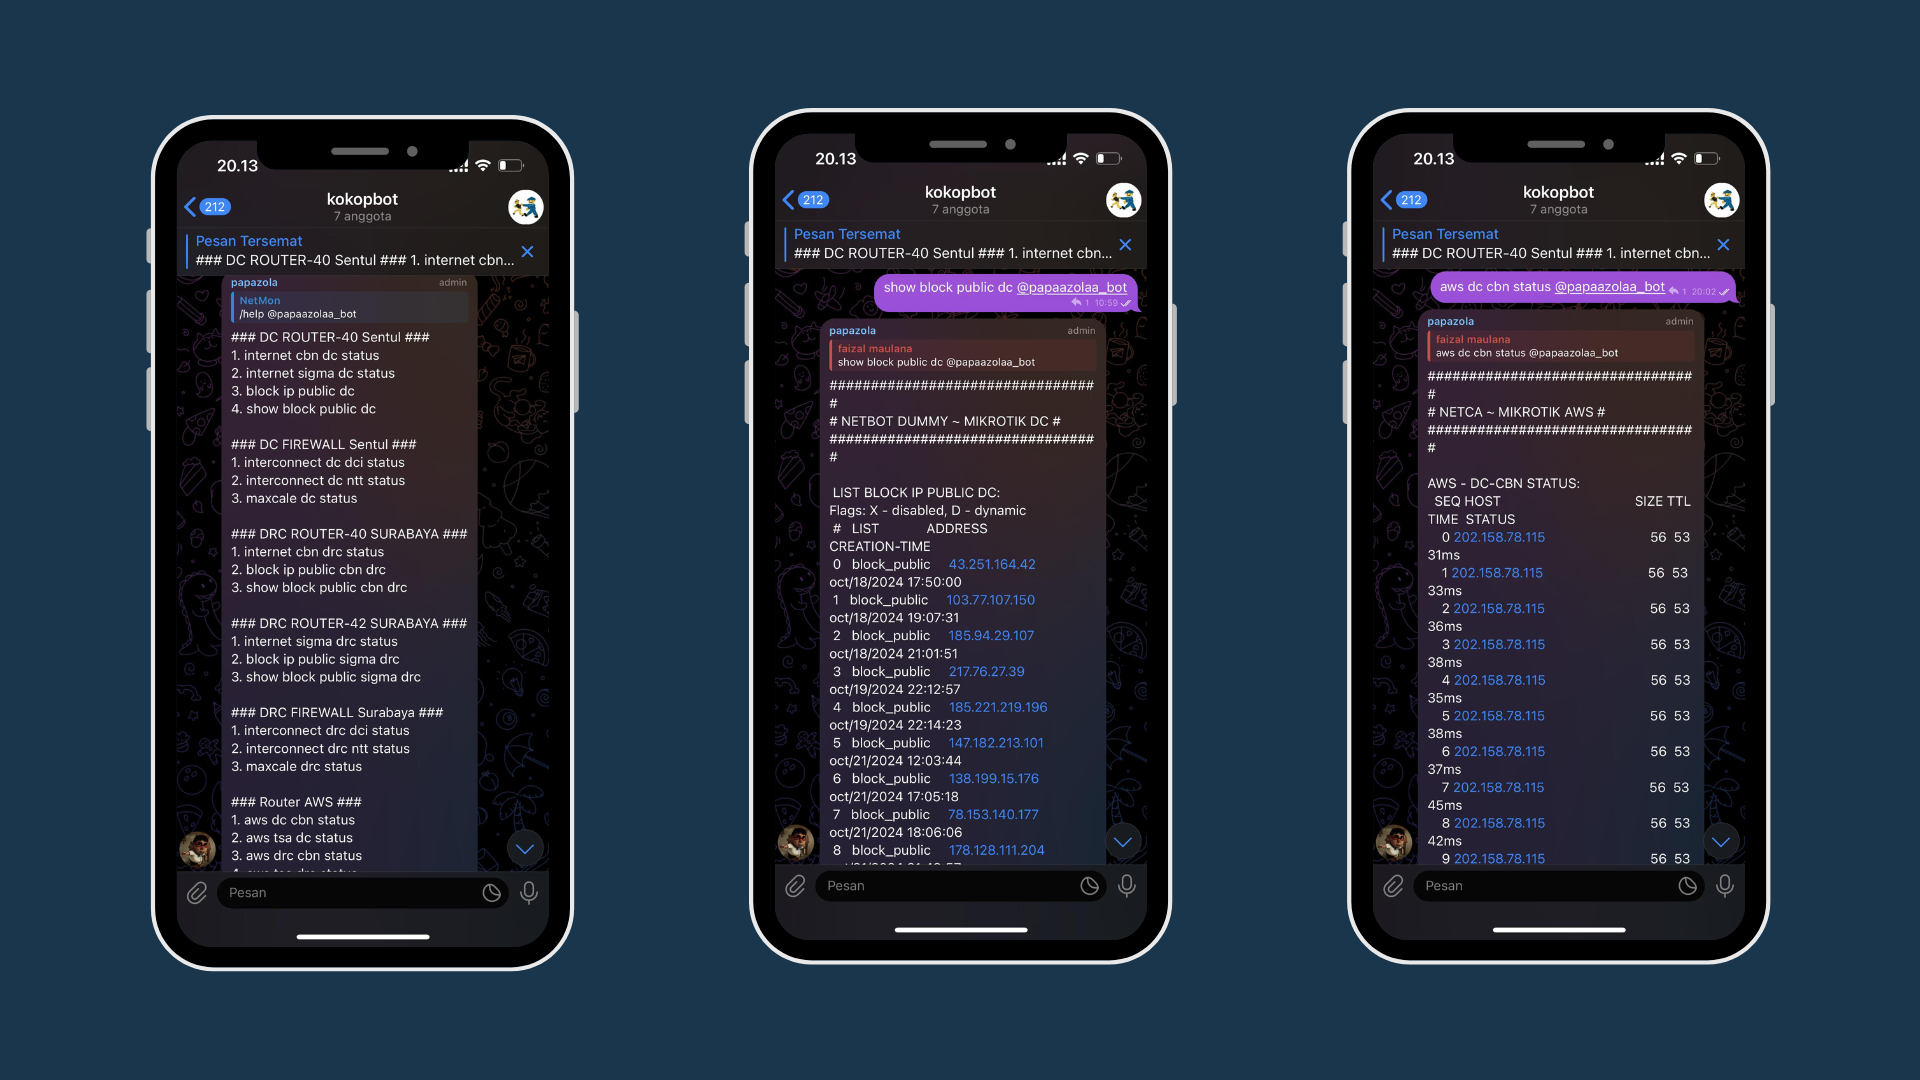 20.13
212
kokopbot
7 anggota
Pesan Tersemat
### DC ROUTER-40 Sentul ### 1. internet cbn...
papazola admin
NetMon
/help @papaazolaa_bot
### DC ROUTER-40 Sentul ###
1. internet cbn dc status
2. internet sigma dc status
3. block ip public dc
4. show block public dc
### DC FIREWALL Sentul ###
1. interconnect dc dci status
2. interconnect dc ntt status
3. maxcale dc status
### DRC ROUTER-40 SURABAYA ###
1. internet cbn drc status
2. block ip public cbn drc
3. show block public cbn drc
### DRC ROUTER-42 SURABAYA ###
1. internet sigma drc status
2. block ip public sigma drc
3. show block public sigma drc
### DRC FIREWALL Surabaya ###
1. interconnect drc dci status
2. interconnect drc ntt status
3. maxcale drc status
### Router AWS ###
1. aws dc cbn status
2. aws tsa dc status
3. aws drc cbn status
Pesan
20.13
212
kokopbot
7 anggota
Pesan Tersemat
### DC ROUTER-40 Sentul ### 1. internet cbn...
show block public dc @papaazolaa_bot
1 10:59
papazola admin
faizal maulana
show block public dc @papaazolaa_bot
################################
#
# NETBOT DUMMY ~ MIKROTIK DC #
################################
#
LIST BLOCK IP PUBLIC DC:
Flags: X - disabled, D - dynamic
# LIST ADDRESS
CREATION-TIME
0 block_public 43.251.164.42
oct/18/2024 17:50:00
1 block_public 103.77.107.150
oct/18/2024 19:07:31
2 block_public 185.94.29.107
oct/18/2024 21:01:51
3 block_public 217.76.27.39
oct/19/2024 22:12:57
4 block_public 185.221.219.196
oct/19/2024 22:14:23
5 block_public 147.182.213.101
oct/21/2024 12:03:44
6 block_public 138.199.15.176
oct/21/2024 17:05:18
7 block_public 78.153.140.177
oct/21/2024 18:06:06
8 block_public 178.128.111.204
Pesan
20.13
212
kokopbot
7 anggota
Pesan Tersemat
### DC ROUTER-40 Sentul ### 1. internet cbn...
aws dc cbn status @papaazolaa_bot 1 20:02
papazola admin
faizal maulana
aws dc cbn status @papaazolaa_bot
################################
#
# NETCA ~ MIKROTIK AWS #
################################
#
AWS - DC-CBN STATUS:
SEQ HOST SIZE TTL
TIME STATUS
0 202.158.78.115 56 53
31ms
1 202.158.78.115 56 53
33ms
2 202.158.78.115 56 53
36ms
3 202.158.78.115 56 53
38ms
4 202.158.78.115 56 53
35ms
5 202.158.78.115 56 53
38ms
6 202.158.78.115 56 53
37ms
7 202.158.78.115 56 53
45ms
8 202.158.78.115 56 53
42ms
9 202.158.78.115 56 53
Pesan